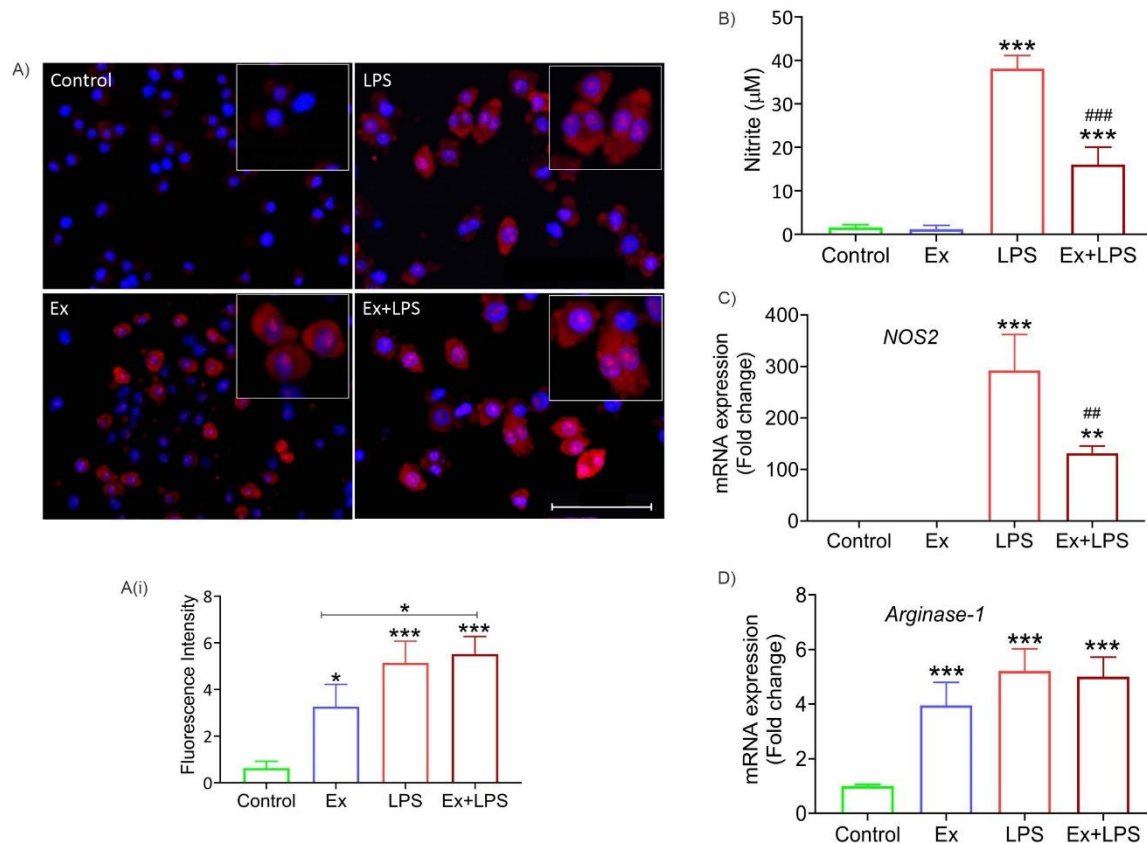 A)
Control
LPS
Ex
Ex+LPS
A(i)
Fluorescence Intensity
8
6
4
2
0
*
*
***
***
Control
Ex
LPS
Ex+LPS
B)
Nitrite (μM)
50
40
30
20
10
0
***
###
***
Control
Ex
LPS
Ex+LPS
C)
mRNA expression
(Fold change)
400
300
200
100
0
NOS2
***
##
**
Control
Ex
LPS
Ex+LPS
D)
mRNA expression
(Fold change)
8
6
4
2
0
Arginase-1
***
***
***
Control
Ex
LPS
Ex+LPS